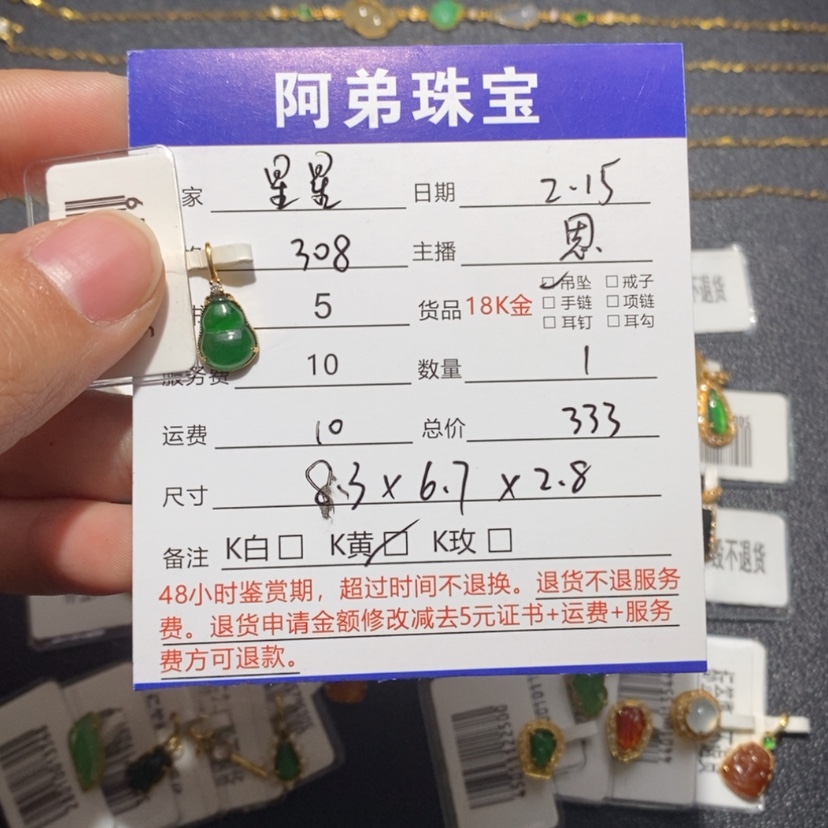 阿弟珠宝
家 星星 日期 2.15
308 主播 恩
5 货品 18K金 吊坠 戒子
手链 项链
耳钉 耳勾
服务费 10 数量 1
运费 10 总价 333
尺寸 8.3 x 6.7 x 2.8
备注 K白 K黄 K玫
48小时鉴赏期，超过时间不退换。退货不退服务
费。退货申请金额修改减去5元证书+运费+服务
费方可退款。
不退货
毁不退货